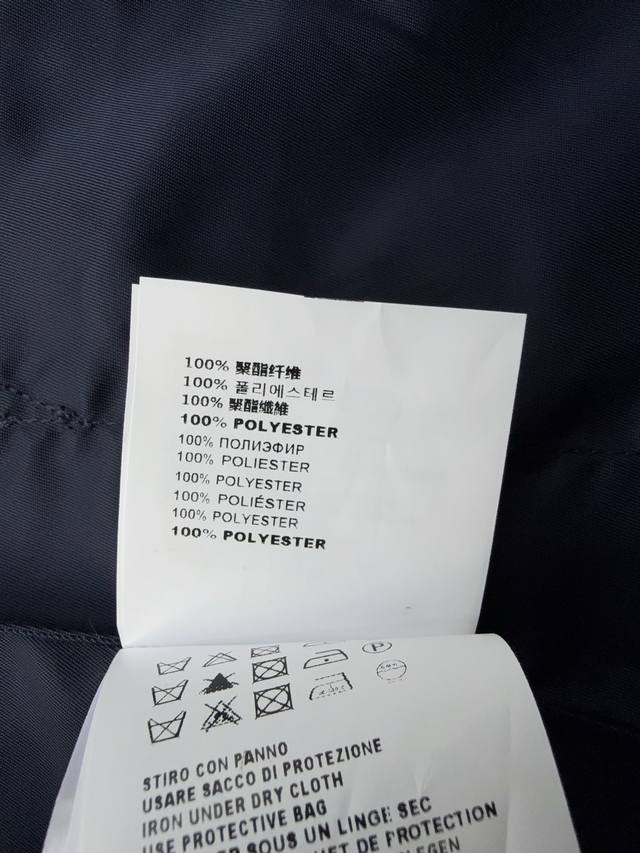 100% 聚酯纤维
100% 폴리에스테르
100% 聚酯纖維
100% POLYESTER
100% ПОЛИЭФИР
100% POLIESTER
100% POLYESTER
100% POLIÉSTER
100% POLYESTER
100% POLYESTER
P
STIRO CON PANNO
USARE SACCO DI PROTEZIONE
IRON UNDER DRY CLOTH
USE PROTECTIVE BAG
SOUS UN LINGE SEC
DE PROTECTION